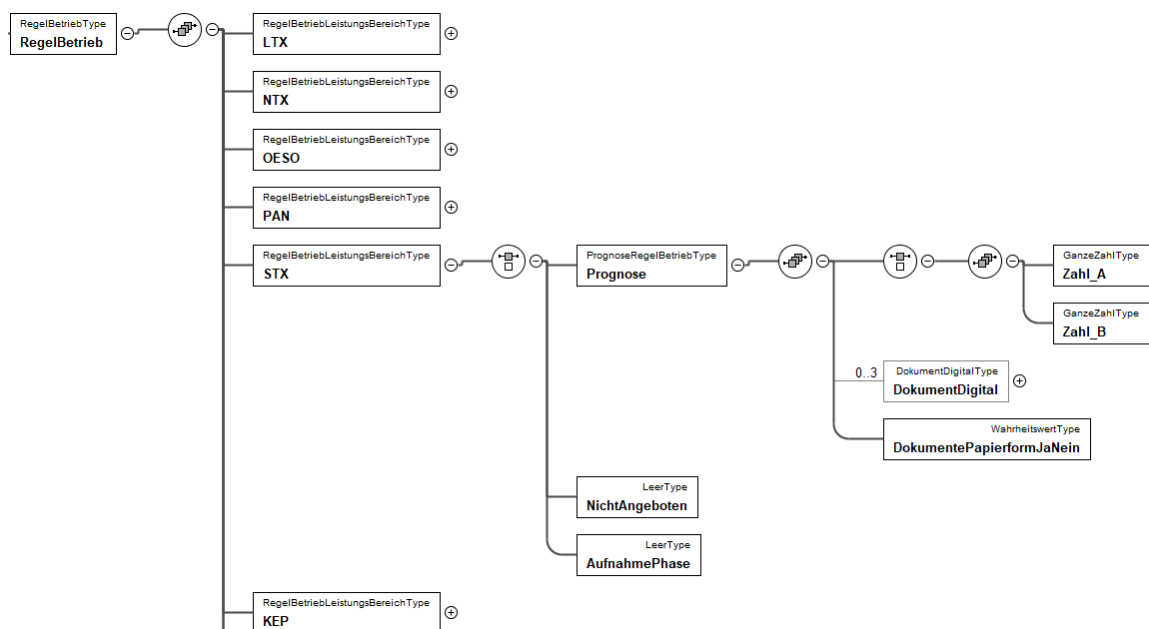 RegelBetriebType
RegelBetrieb
RegelBetriebLeistungsBereichType
LTX
RegelBetriebLeistungsBereichType
NTX
RegelBetriebLeistungsBereichType
OESO
RegelBetriebLeistungsBereichType
PAN
RegelBetriebLeistungsBereichType
STX
PrognoseRegelBetriebType
Prognose
GanzeZahlType
Zahl_A
GanzeZahlType
Zahl_B
0..3
DokumentDigitalType
DokumentDigital
WahrheitswertType
DokumentePapierformJaNein
LeerType
NichtAngeboten
LeerType
AufnahmePhase
RegelBetriebLeistungsBereichType
KEP